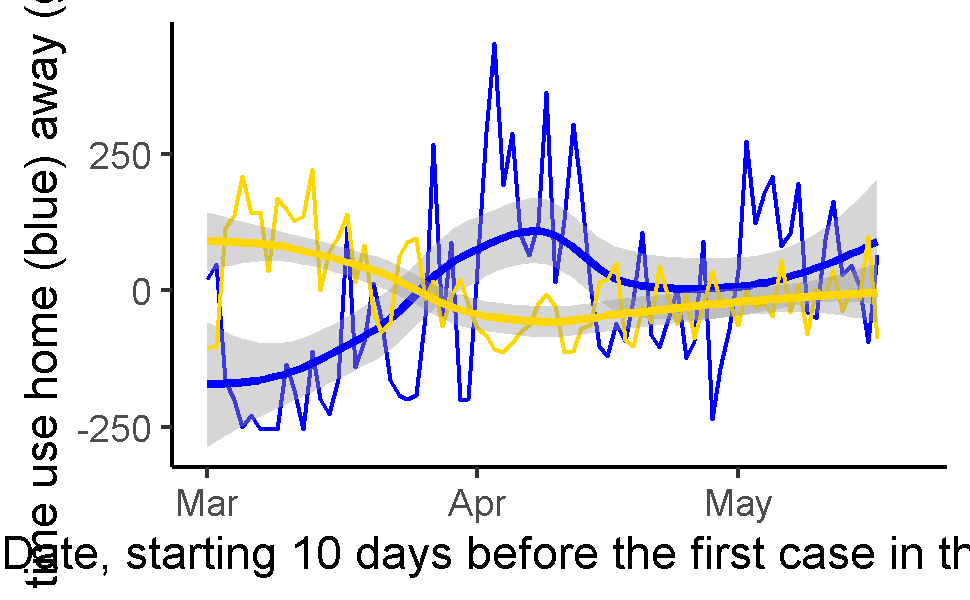 time use home (blue) away (
250
0
-250
Mar Apr May
Date, starting 10 days before the first case in th